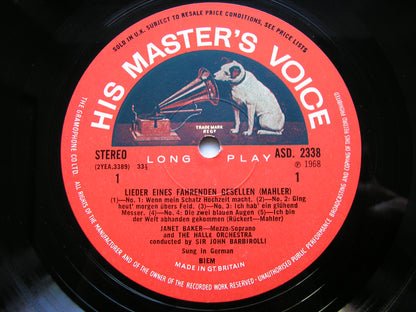 SOLD IN U.K. SUBJECT TO RESALE PRICE CONDITIONS, SEE PRICE LISTS.
HIS MASTER'S VOICE
TRADE MARK
REGD
STEREO
(2YEA.3389) 33⅓
LONG PLAY
ASD. 2338
℗ 1968
1
1
LIEDER EINES FAHRENDEN GESELLEN (MAHLER)
(1)—No. 1: Wenn mein Schatz Hochzeit macht. (2)—No. 2: Ging
heut' morgen übers Feld. (3)—No. 3: Ich hab' ein glühend
Messer. (4)—No. 4: Die zwei blauen Augen (5)—Ich bin
der Welt abhanden gekommen (Rückert—Mahler)
JANET BAKER—Mezzo-Soprano
and THE HALLE ORCHESTRA
conducted by SIR JOHN BARBIROLLI
Sung in German
BIEM
MADE IN GT. BRITAIN
THE GRAMOPHONE CO. LTD.
ALL RIGHTS OF THE MANUFACTURER AND OF THE OWNER OF THE RECORDED WORK RESERVED.
UNAUTHORISED PUBLIC PERFORMANCE BROADCASTING AND COPYING OF THIS RECORD PROHIBITED